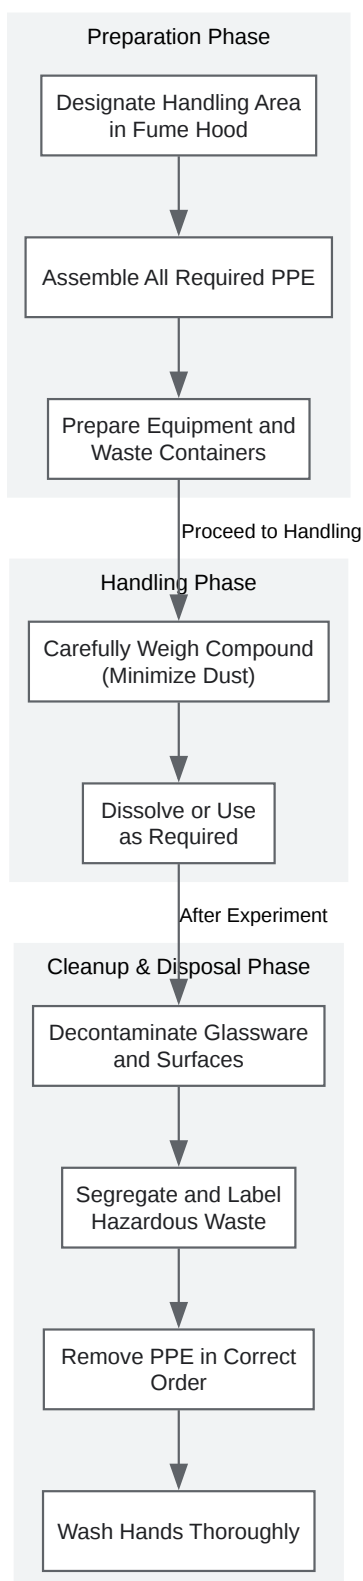 Preparation Phase
Designate Handling Area
in Fume Hood
Assemble All Required PPE
Prepare Equipment and
Waste Containers
Proceed to Handling
Handling Phase
Carefully Weigh Compound
(Minimize Dust)
Dissolve or Use
as Required
After Experiment
Cleanup & Disposal Phase
Decontaminate Glassware
and Surfaces
Segregate and Label
Hazardous Waste
Remove PPE in Correct
Order
Wash Hands Thoroughly